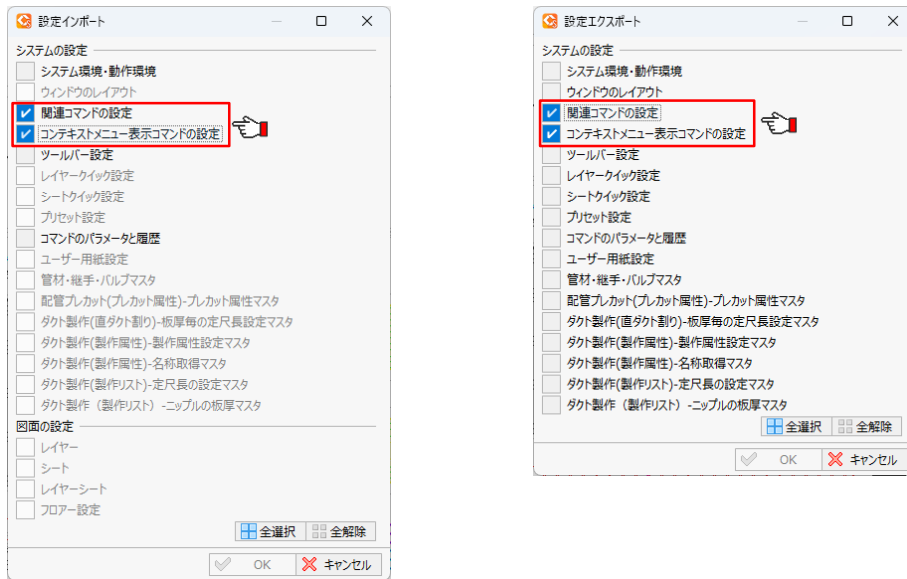 設定インポート
システムの設定
システム環境・動作環境
ウィンドウのレイアウト
関連コマンドの設定
コンテキストメニュー表示コマンドの設定
ツールバー設定
レイヤークイック設定
シートクイック設定
プリセット設定
コマンドのパラメータと履歴
ユーザー用紙設定
管材・継手・バルブマスタ
配管プレカット(プレカット属性)-プレカット属性マスタ
ダクト製作(直ダクト割り)-板厚毎の定尺長設定マスタ
ダクト製作(製作属性)-製作属性設定マスタ
ダクト製作(製作属性)-名称取得マスタ
ダクト製作(製作リスト)-定尺長の設定マスタ
ダクト製作（製作リスト）-ニップルの板厚マスタ
図面の設定
レイヤー
シート
レイヤーシート
フロアー設定
全選択 全解除
OK キャンセル
設定エクスポート
システムの設定
システム環境・動作環境
ウィンドウのレイアウト
関連コマンドの設定
コンテキストメニュー表示コマンドの設定
ツールバー設定
レイヤークイック設定
シートクイック設定
プリセット設定
コマンドのパラメータと履歴
ユーザー用紙設定
管材・継手・バルブマスタ
配管プレカット(プレカット属性)-プレカット属性マスタ
ダクト製作(直ダクト割り)-板厚毎の定尺長設定マスタ
ダクト製作(製作属性)-製作属性設定マスタ
ダクト製作(製作属性)-名称取得マスタ
ダクト製作(製作リスト)-定尺長の設定マスタ
ダクト製作（製作リスト）-ニップルの板厚マスタ
全選択 全解除
OK キャンセル